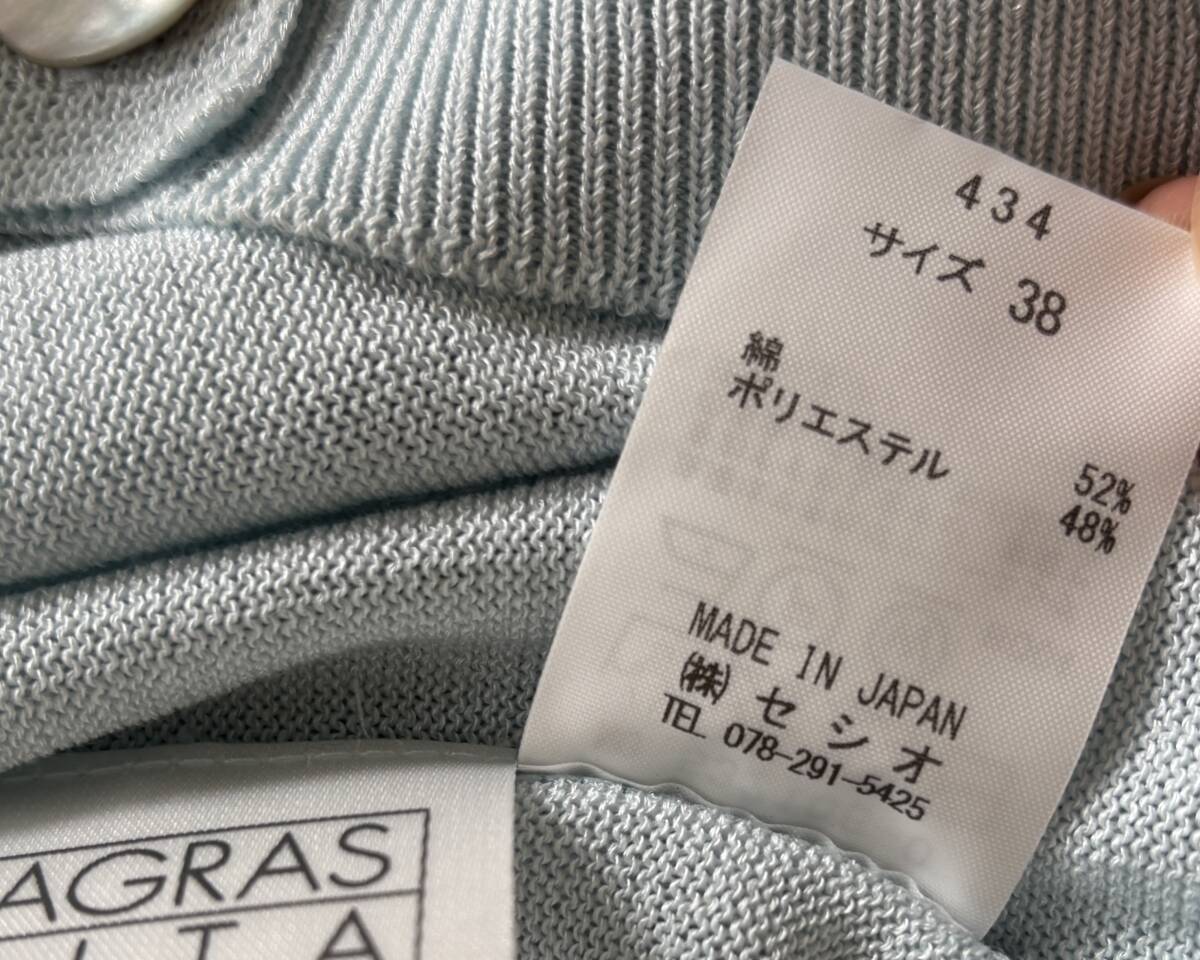 434
サイズ 38
綿
ポリエステル
52%
48%
MADE IN JAPAN
㈱ セシオ
TEL 078-291-5425
AGRAS
ITA